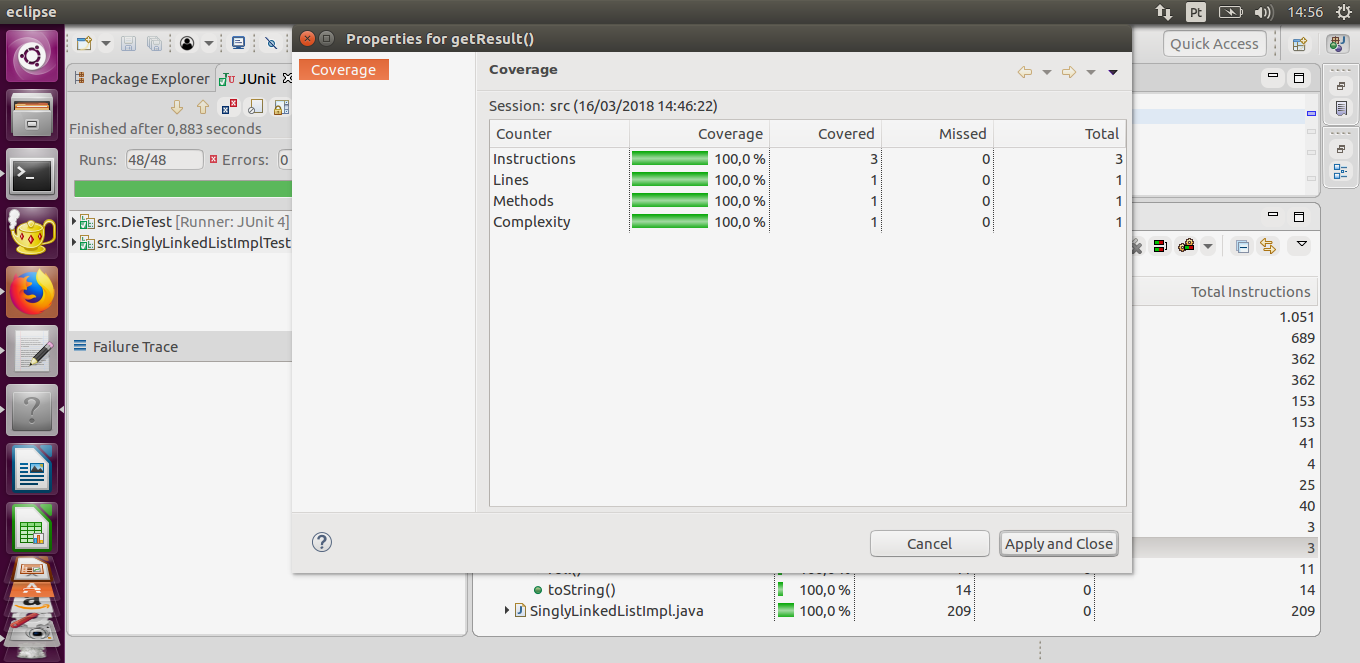 eclipse
Pt
14:56
Properties for getResult()
Quick Access
Package Explorer
JUnit
Finished after 0,883 seconds
Runs: 48/48
Errors: 0
src.DieTest [Runner: JUnit 4]
src.SinglyLinkedListImplTest
Failure Trace
Coverage
Coverage
Session: src (16/03/2018 14:46:22)
Counter Coverage Covered Missed Total
Instructions 100,0 % 3 0 3
Lines 100,0 % 1 0 1
Methods 100,0 % 1 0 1
Complexity 100,0 % 1 0 1
Cancel
Apply and Close
Total Instructions
1.051
689
362
362
153
153
41
4
25
40
3
3
11
toString() 100,0 % 14 0 14
SinglyLinkedListImpl.java 100,0 % 209 0 209